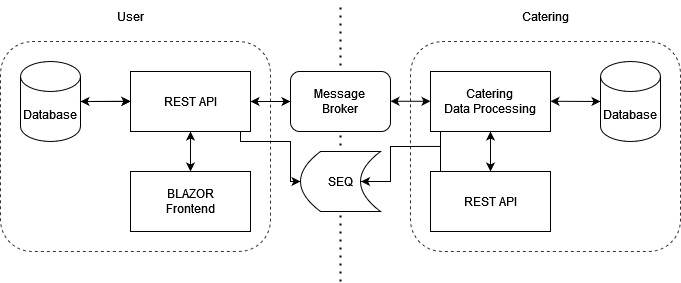 User
Catering
Database
REST API
Message
Broker
Catering
Data Processing
Database
SEQ
BLAZOR
Frontend
REST API